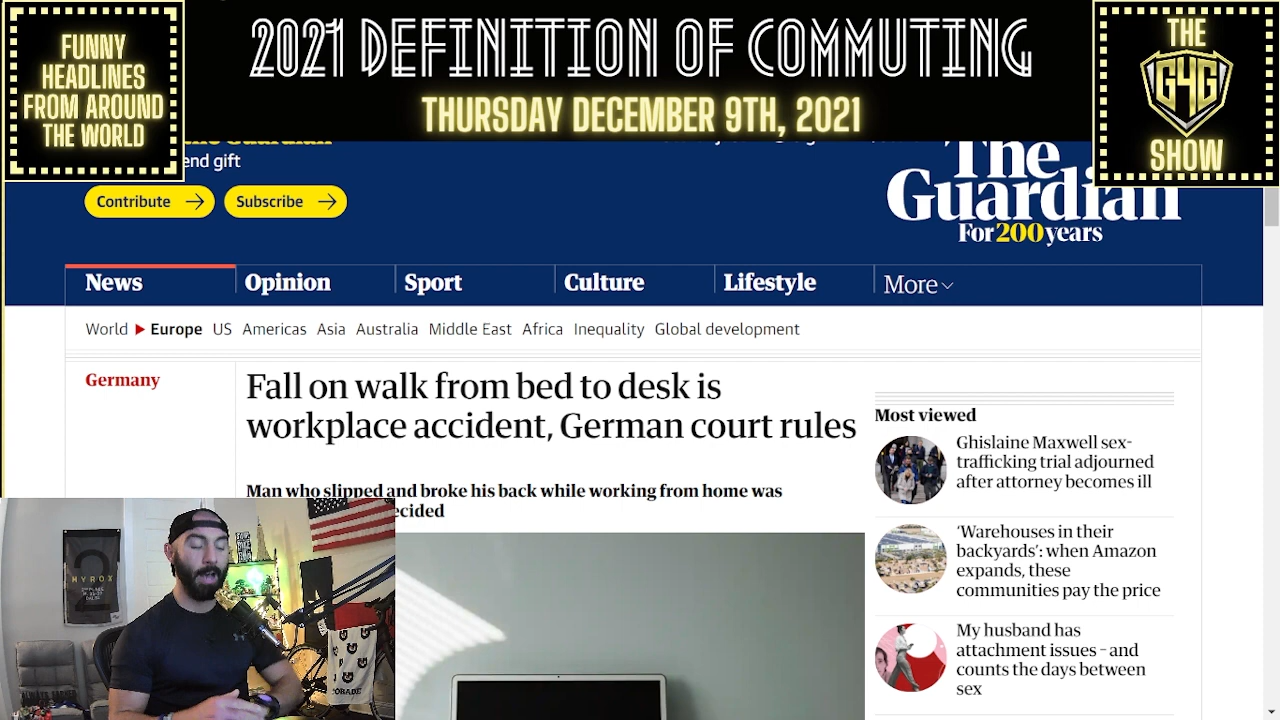 FUNNY
HEADLINES
FROM AROUND
THE WORLD
2021 DEFINITION OF COMMUTING
THURSDAY DECEMBER 9TH, 2021
THE
G4G
SHOW
end gift
Contribute
Subscribe
The
Guardian
For 200 years
News
Opinion
Sport
Culture
Lifestyle
More
World Europe US Americas Asia Australia Middle East Africa Inequality Global development
Germany
Fall on walk from bed to desk is
workplace accident, German court rules
Man who slipped and broke his back while working from home was
ecided
Most viewed
Ghislaine Maxwell sex-
trafficking trial adjourned
after attorney becomes ill
‘Warehouses in their
backyards’: when Amazon
expands, these
communities pay the price
My husband has
attachment issues – and
counts the days between
sex
HYROX